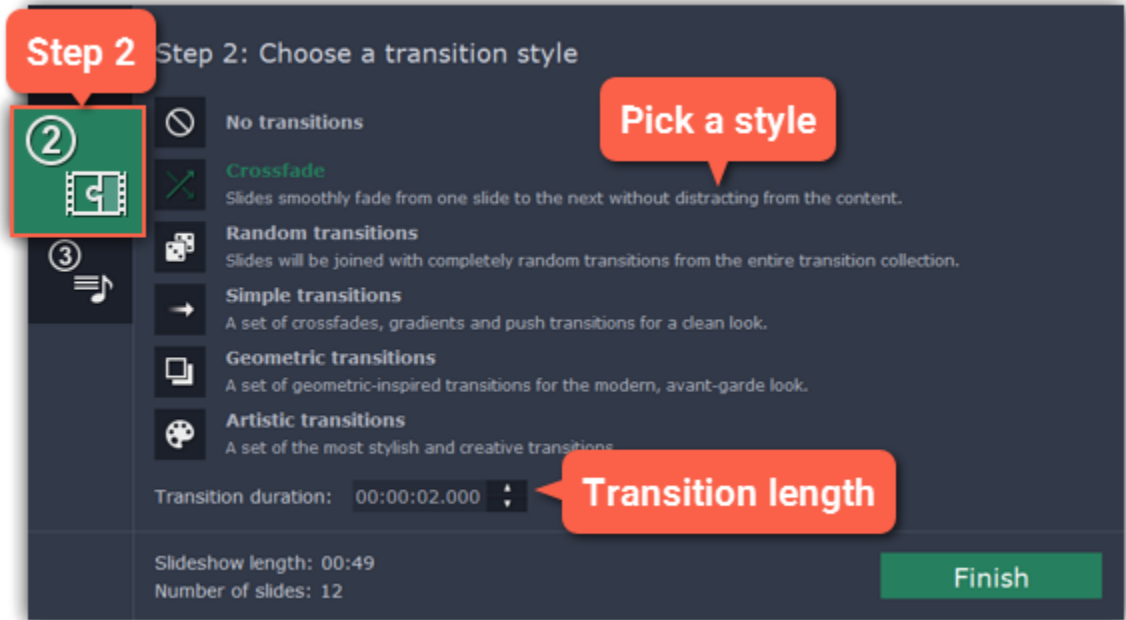 Step 2
Step 2: Choose a transition style
2
3
No transitions
Pick a style
Crossfade
Slides smoothly fade from one slide to the next without distracting from the content.
Random transitions
Slides will be joined with completely random transitions from the entire transition collection.
Simple transitions
A set of crossfades, gradients and push transitions for a clean look.
Geometric transitions
A set of geometric-inspired transitions for the modern, avant-garde look.
Artistic transitions
A set of the most stylish and creative transitions
Transition duration: 00:00:02.000
Transition length
Slideshow length: 00:49
Number of slides: 12
Finish